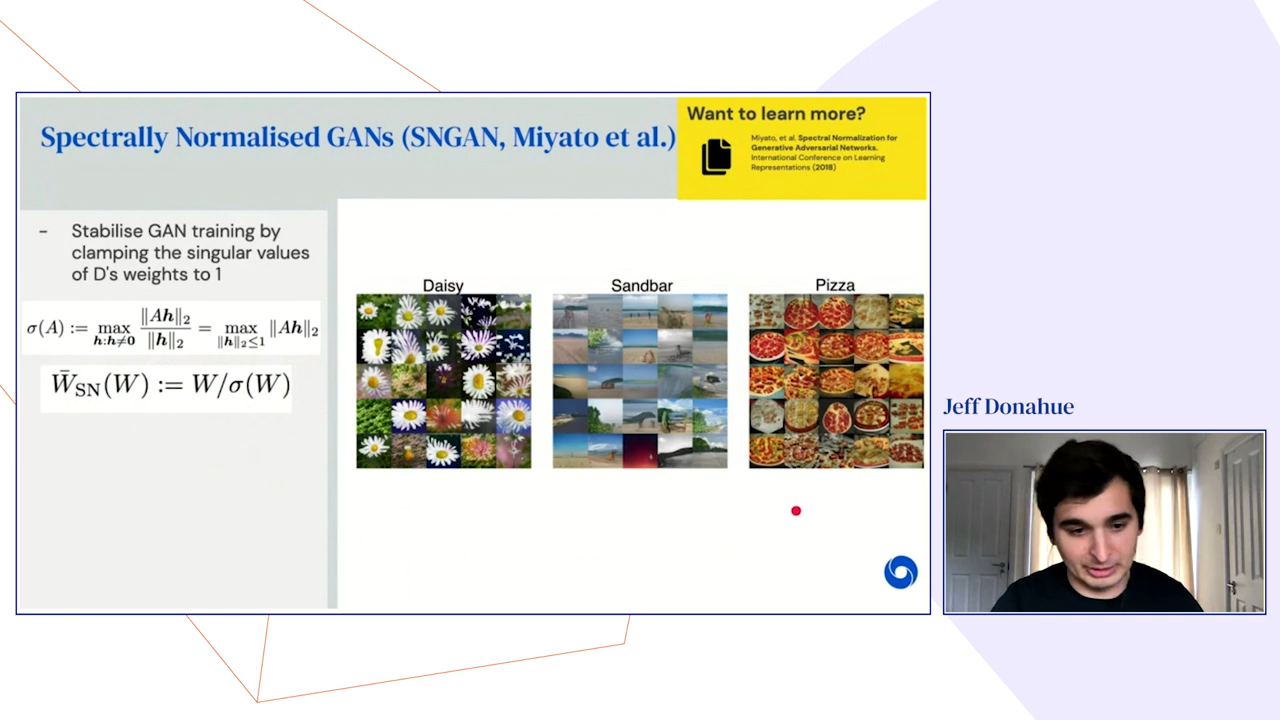 Spectrally Normalised GANs (SNGAN, Miyato et al.)
Want to learn more?
Miyato, et al. Spectral Normalization for
Generative Adversarial Networks.
International Conference on Learning
Representations (2018)
- Stabilise GAN training by
clamping the singular values
of D's weights to 1
σ(A) := max_{h:h≠0} ‖Ah‖₂ / ‖h‖₂ = max_{‖h‖₂≤1} ‖Ah‖₂
W̄_SN(W) := W/σ(W)
Daisy
Sandbar
Pizza
Jeff Donahue